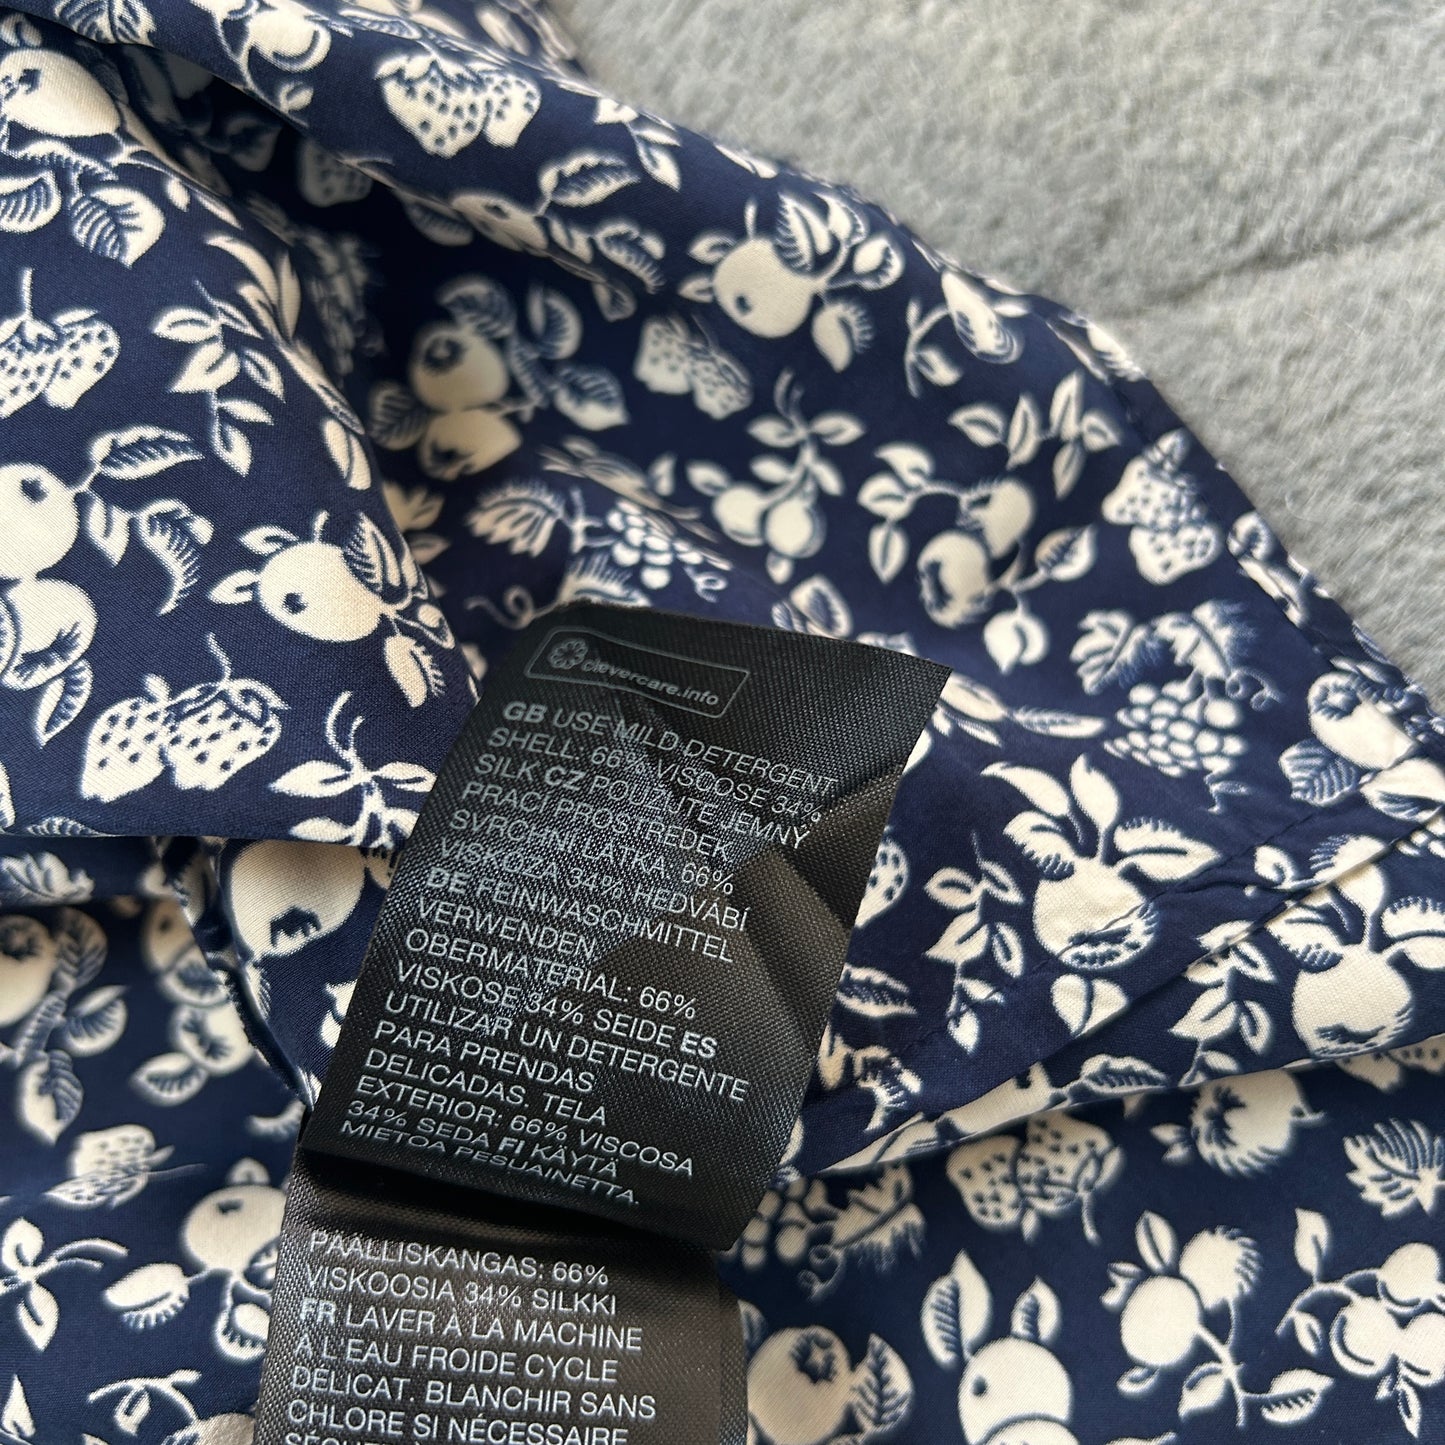 clevercare.info
GB USE MILD DETERGENT
SHELL: 66% VISCOSE 34%
SILK CZ POUŽIJTE JEMNÝ
PRACÍ PROSTŘEDEK
SVRCHNÍ LÁTKA: 66%
VISKÓZA 34% HEDVÁBÍ
DE FEINWASCHMITTEL
VERWENDEN
OBERMATERIAL: 66%
VISKOSE 34% SEIDE ES
UTILIZAR UN DETERGENTE
PARA PRENDAS
DELICADAS. TELA
EXTERIOR: 66% VISCOSA
34% SEDA FI KÄYTÄ
MIETOA PESUAINETTA.
PÄÄLLISKANGAS: 66%
VISKOOSIA 34% SILKKI
FR LAVER À LA MACHINE
À L'EAU FROIDE CYCLE
DÉLICAT. BLANCHIR SANS
CHLORE SI NÉCESSAIRE